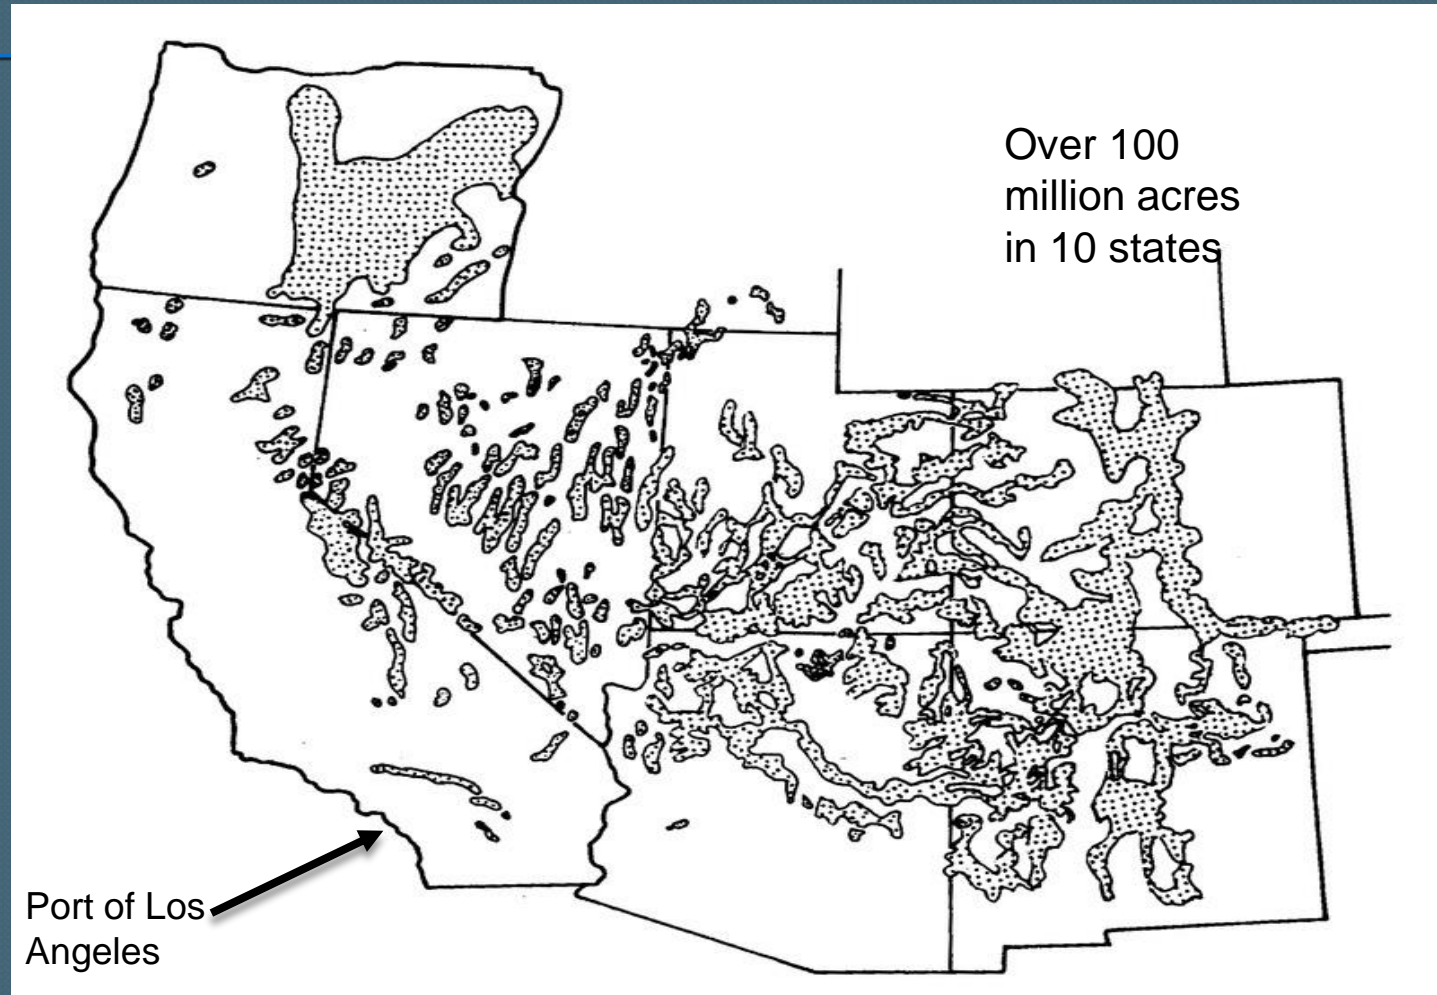 Over 100
million acres
in 10 states
Port of Los
Angeles